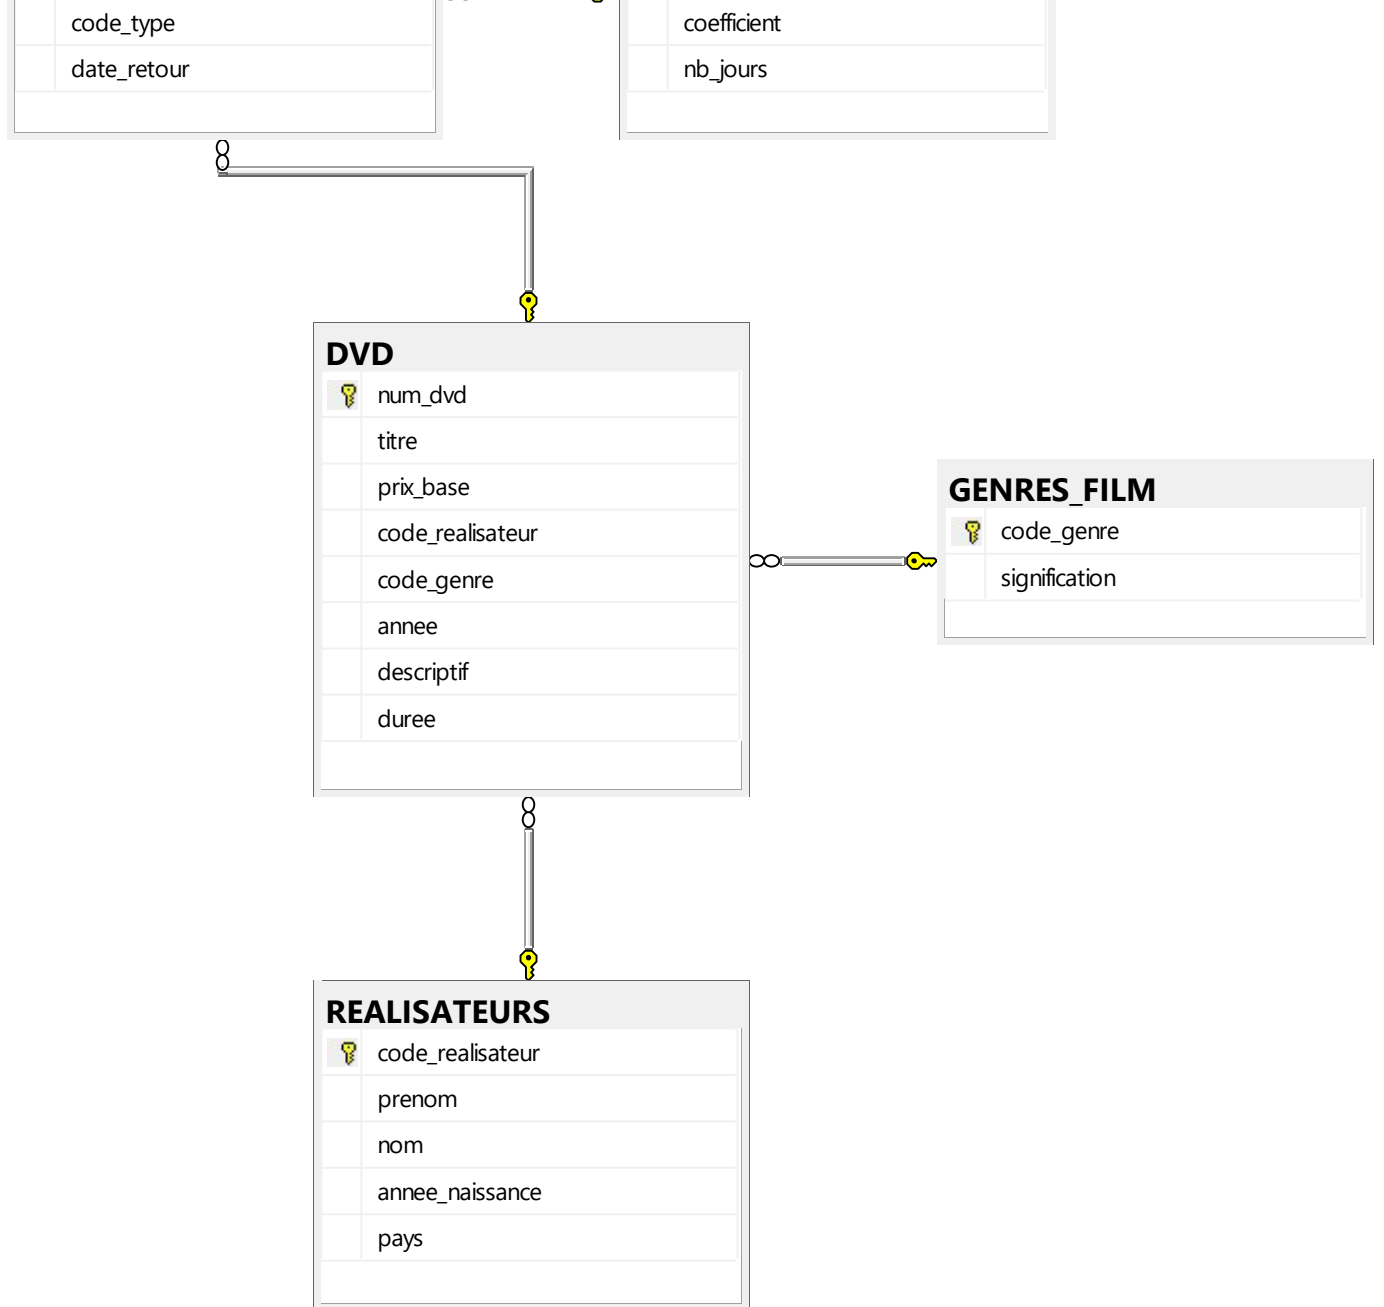 code_type
date_retour
coefficient
nb_jours
DVD
num_dvd
titre
prix_base
code_realisateur
code_genre
annee
descriptif
duree
GENRES_FILM
code_genre
signification
REALISATEURS
code_realisateur
prenom
nom
annee_naissance
pays